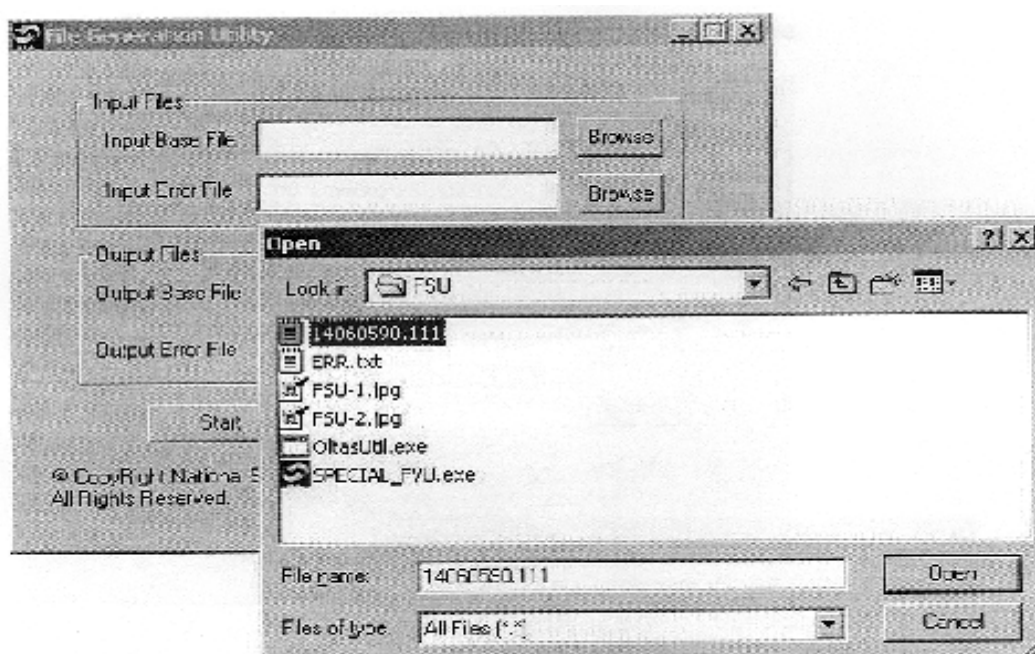 File Generation Utility
Input Files
Input Base File
Browse
Input Error File
Browse
Output Files
Output Base File
Output Error File
Start
© CopyRight National S
All Rights Reserved.
Open
Look in:
FSU
14060590.111
ERR.txt
FSU-1.jpg
FSU-2.jpg
OltasUtil.exe
SPECIAL_FVU.exe
File name:
14060590.111
Open
Files of type
All Files (*.*)
Cancel